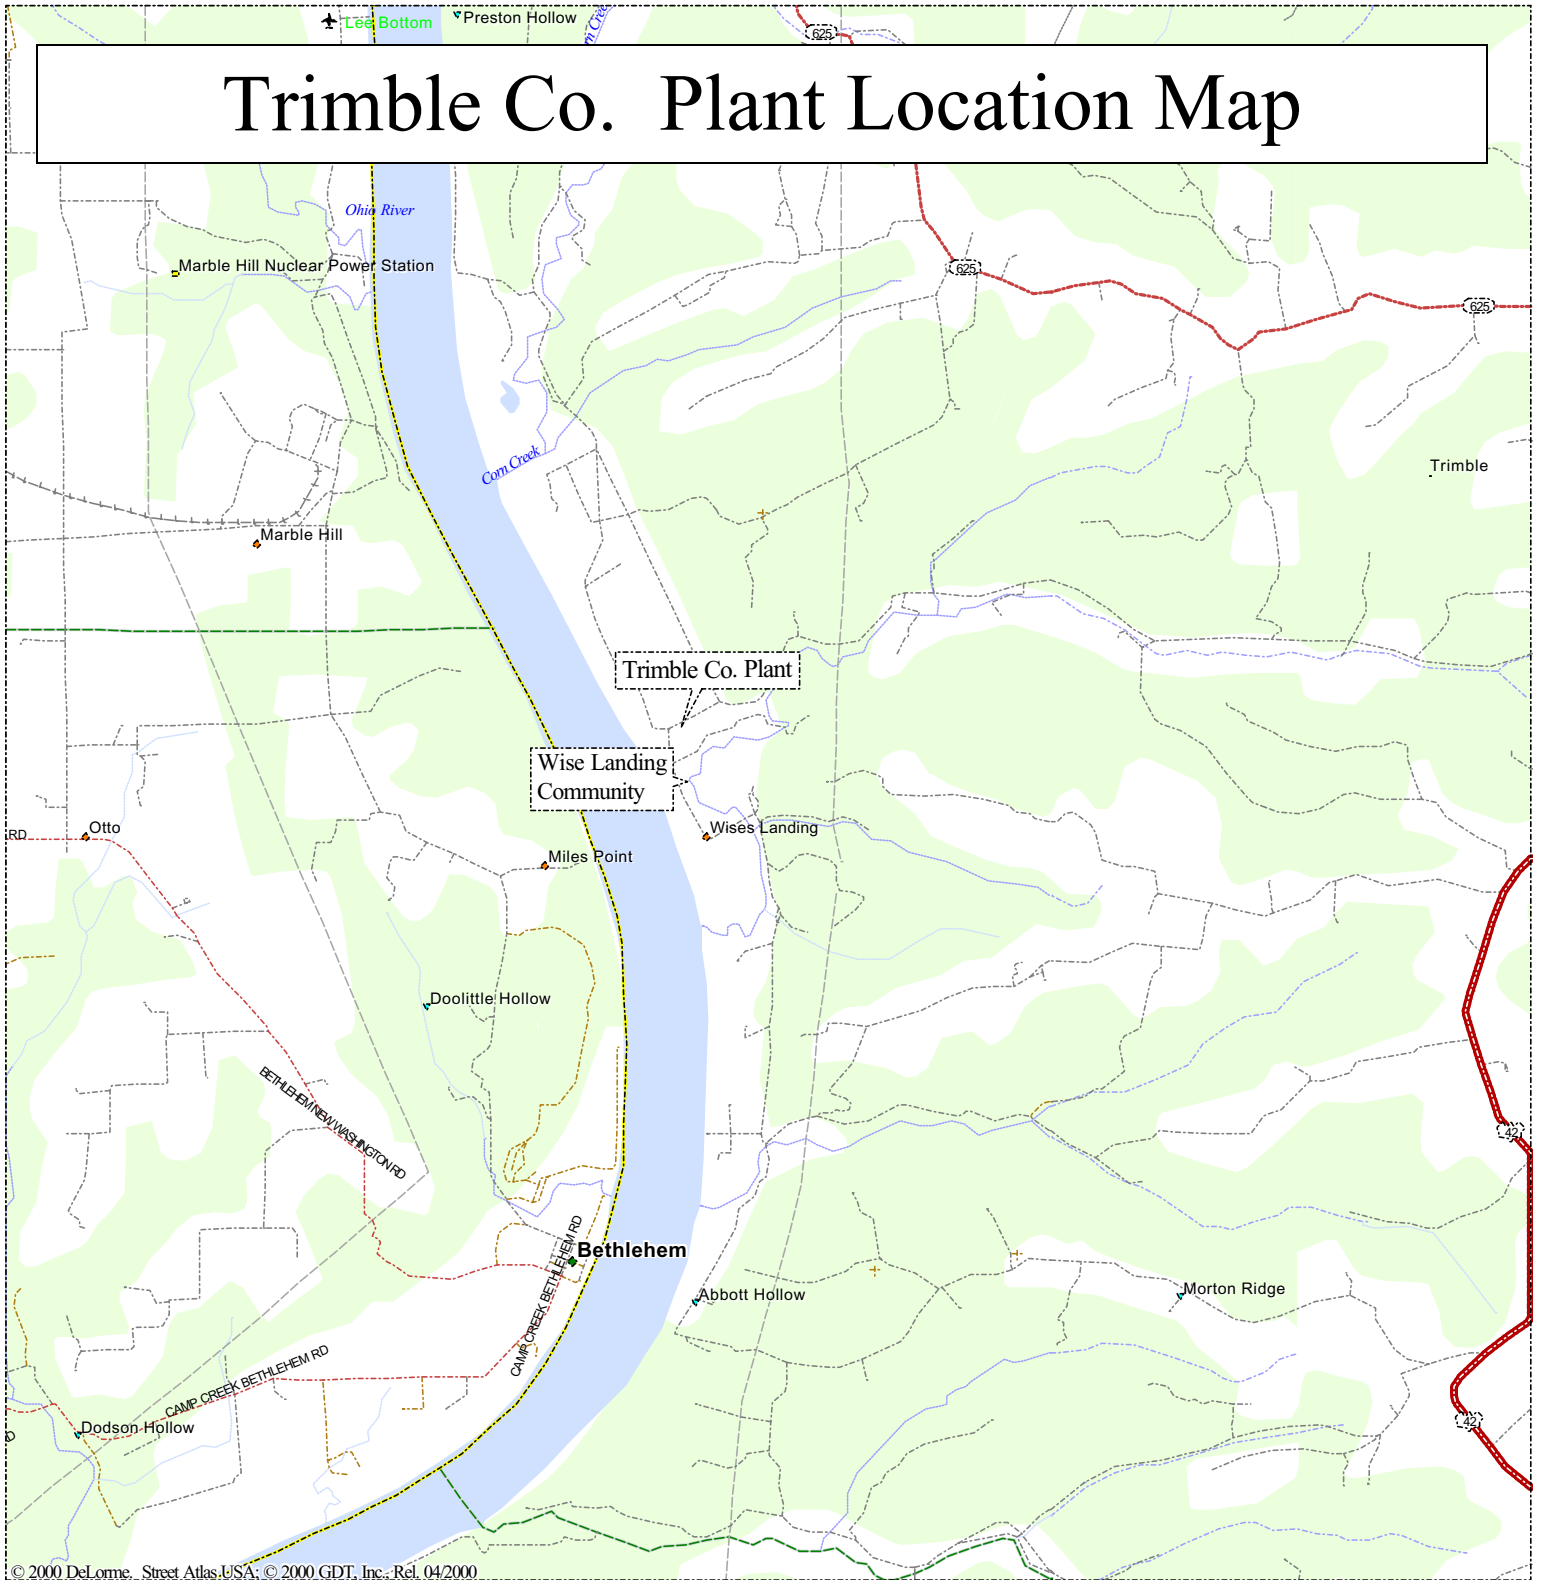 Lee Bottom
Preston Hollow
rn Creek
625
Trimble Co. Plant Location Map
Ohio River
Marble Hill Nuclear Power Station
625
625
Corn Creek
Trimble
Marble Hill
Trimble Co. Plant
Wise Landing
Community
RD
Otto
Wises Landing
Miles Point
Doolittle Hollow
BETHLEHEM NEW WASHINGTON RD
42
CAMP CREEK BETHLEHEM RD
Bethlehem
Abbott Hollow
Morton Ridge
CAMP CREEK BETHLEHEM RD
42
Dodson Hollow
© 2000 DeLorme. Street Atlas USA; © 2000 GDT, Inc., Rel. 04/2000